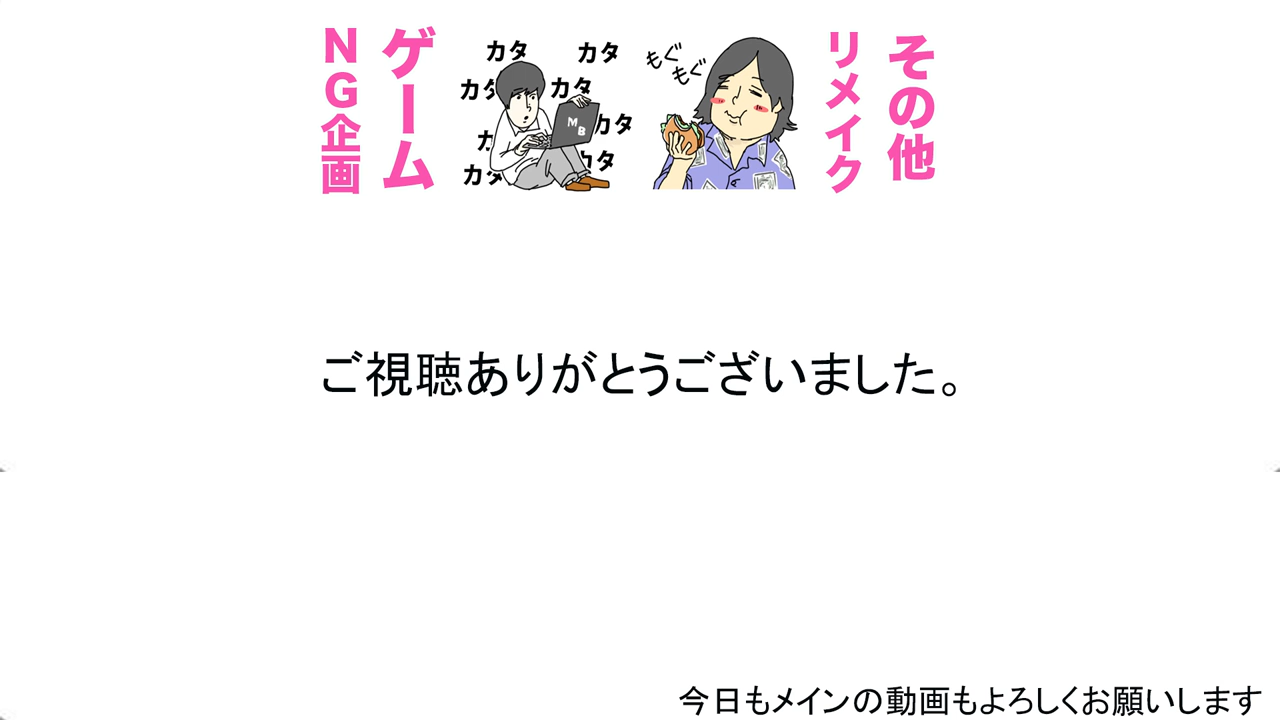 ゲーム
NG企画
カタ
カタ
カタ
カタ
カタ
カ
カタ
カタ
MB
もぐ
もぐ
その他
リメイク
ご視聴ありがとうございました。
今日もメインの動画もよろしくお願いします